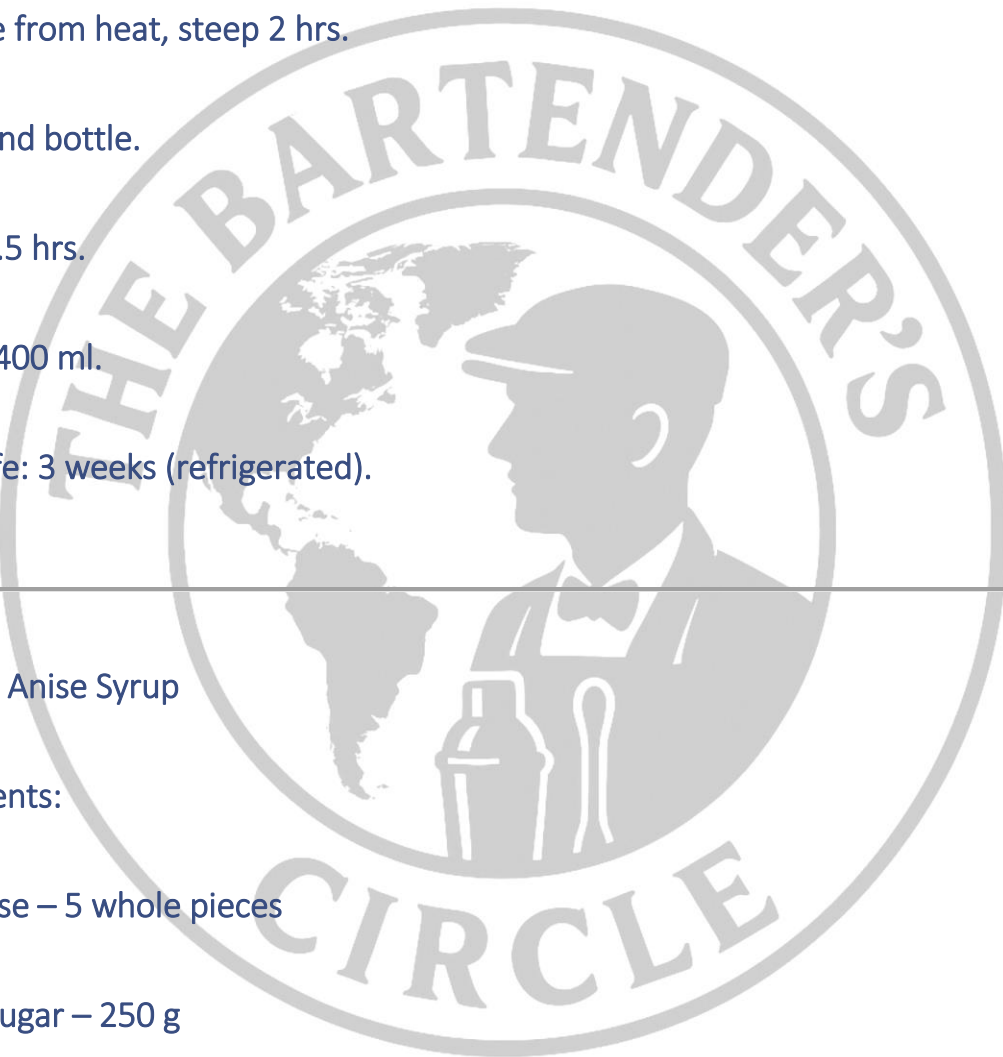 THE BARTENDER'S
e from heat, steep 2 hrs.
nd bottle.
.5 hrs.
400 ml.
fe: 3 weeks (refrigerated).
Anise Syrup
ents:
se – 5 whole pieces
ugar – 250 g
CIRCLE